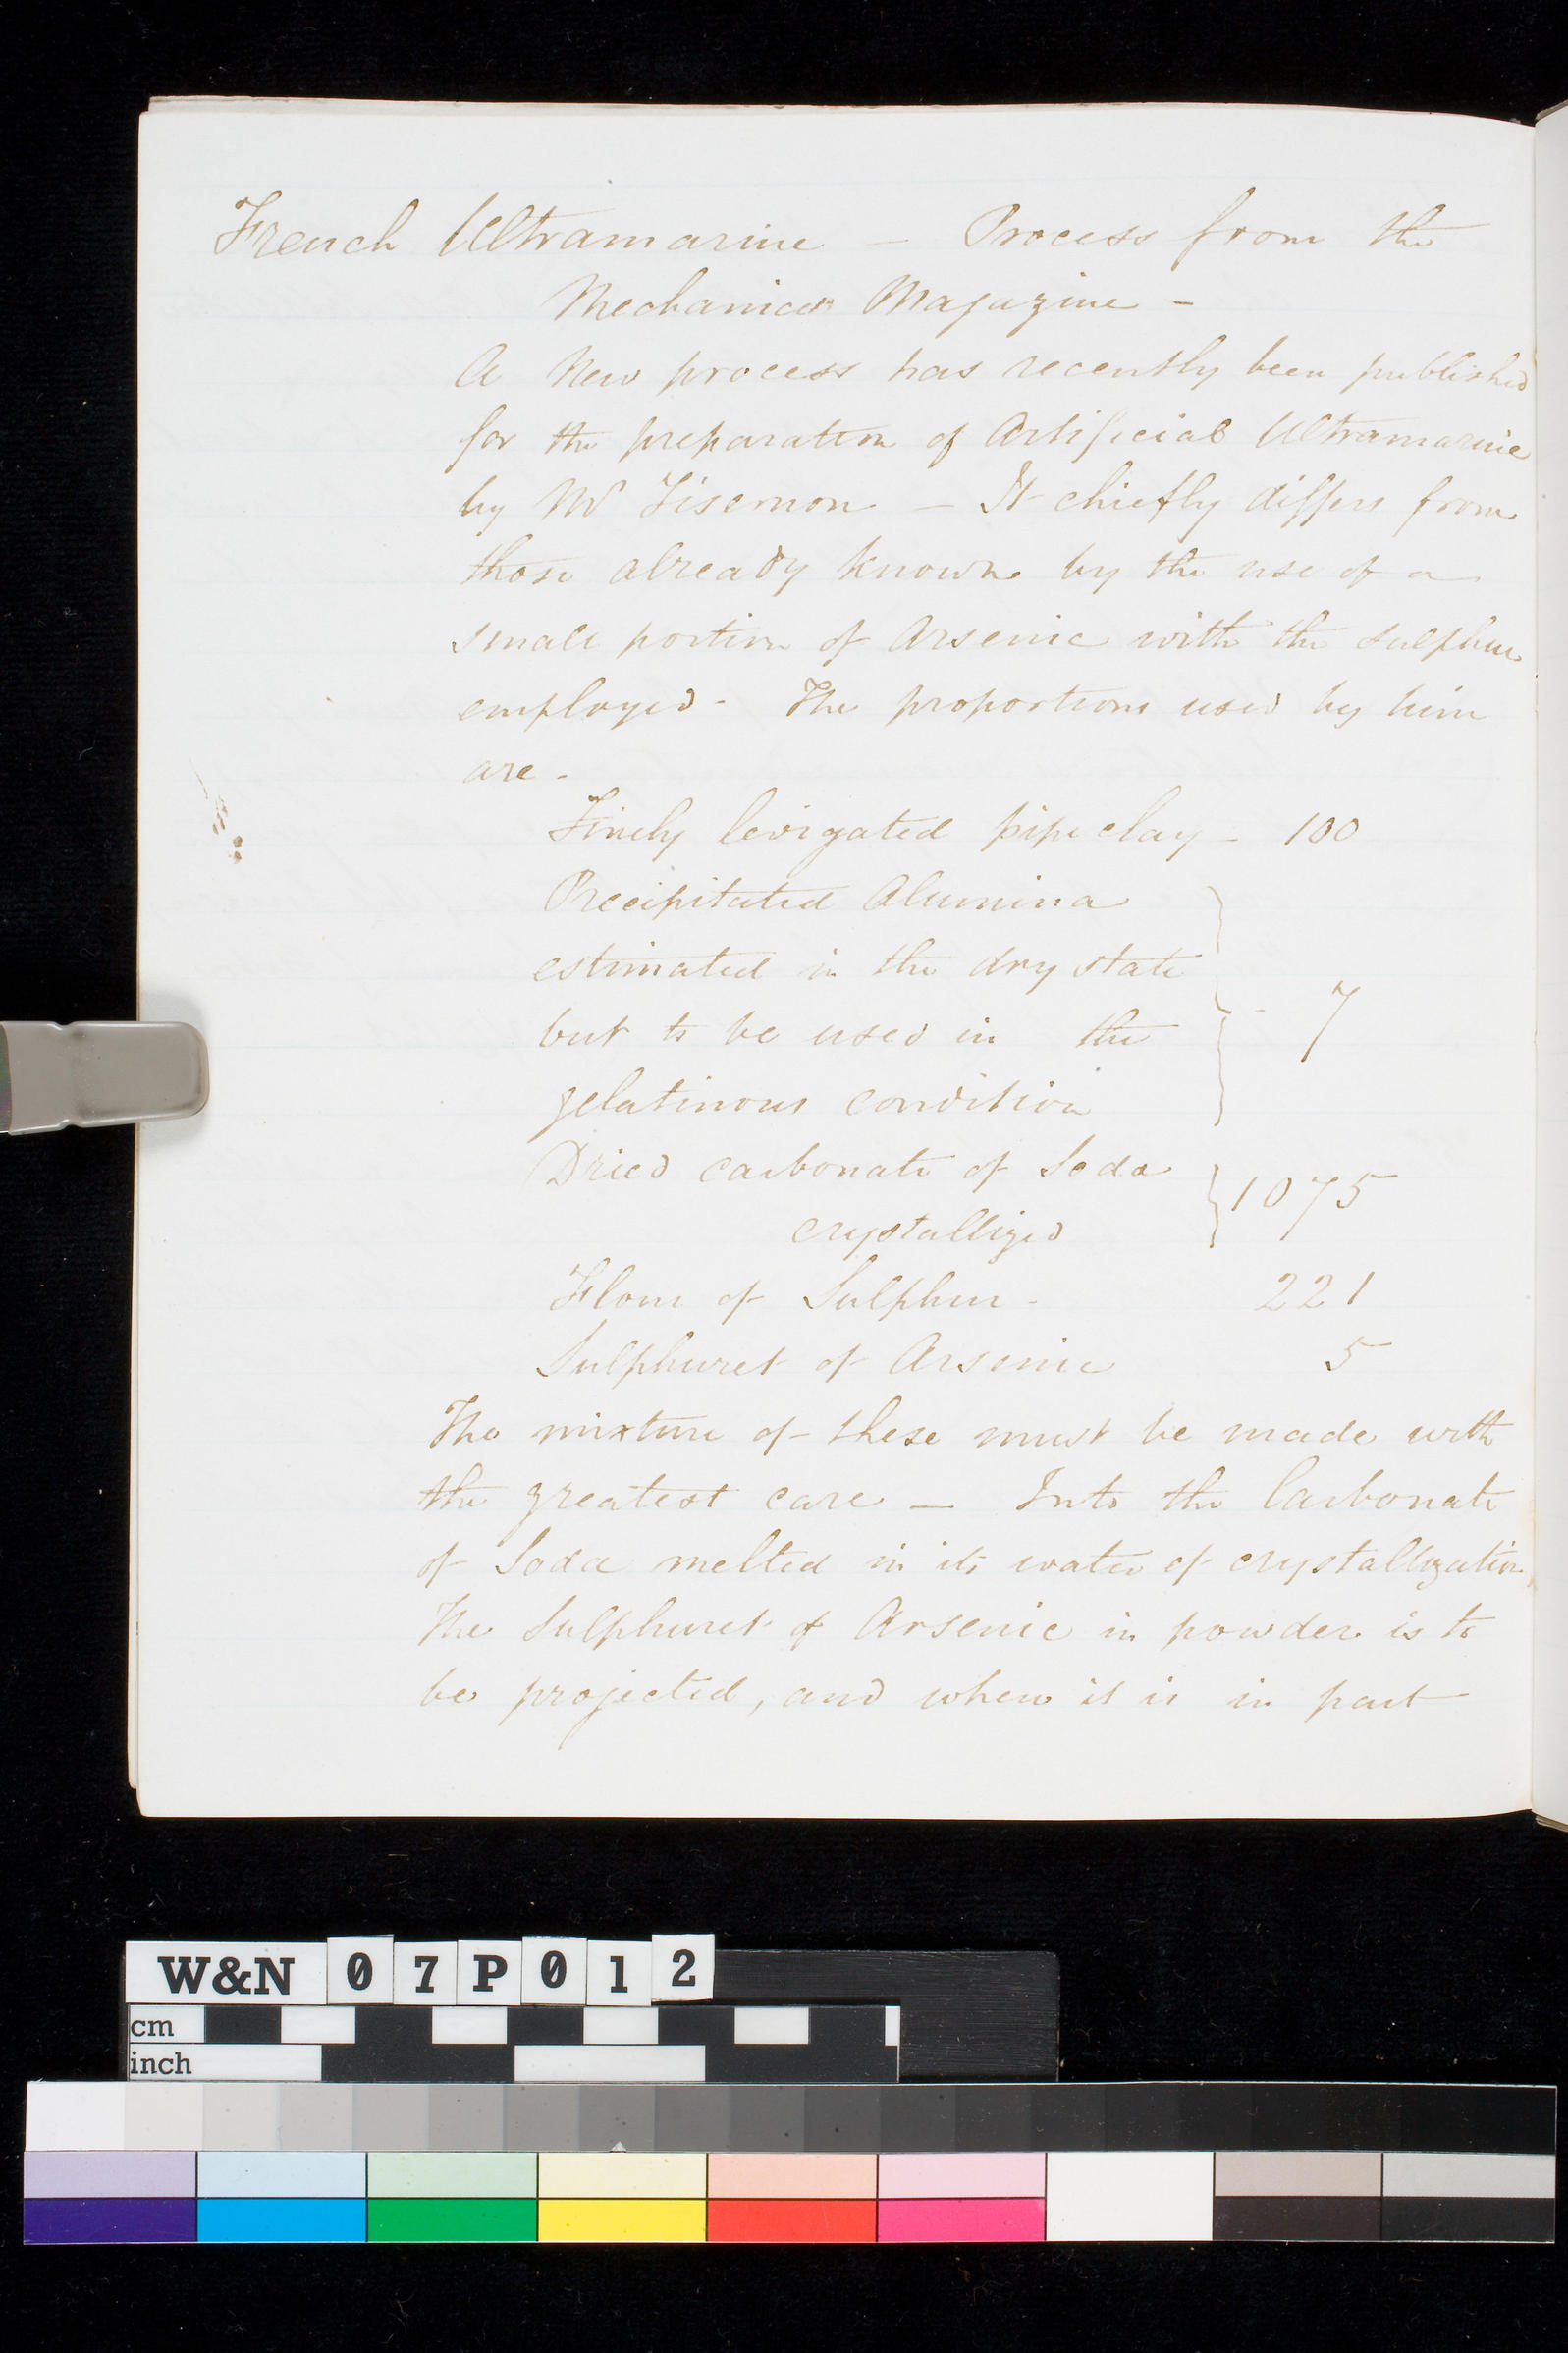 French Ultramarine — Process from the
Mechanics Magazine —
A New process has recently been published
for the preparation of Artificial Ultramarine
by Mr Tisemon — It chiefly differs from
those already known by the use of a
small portion of Arsenic with the sulphur
employed - The proportions used by him
are -
Finely levigated pipe clay - 100
Precipitated Alumina
estimated in the dry state
but to be used in the
gelatinous condition } - 7
Dried carbonate of Soda
crystallized } 1075
Flour of Sulphur - 221
Sulphuret of Arsenic 5
The mixture of these must be made with
the greatest care — Into the Carbonate
of Soda melted in its water of crystallization
The Sulphuret of Arsenic in powder is to
be projected, and when it is in part
W&N 07P012
cm
inch